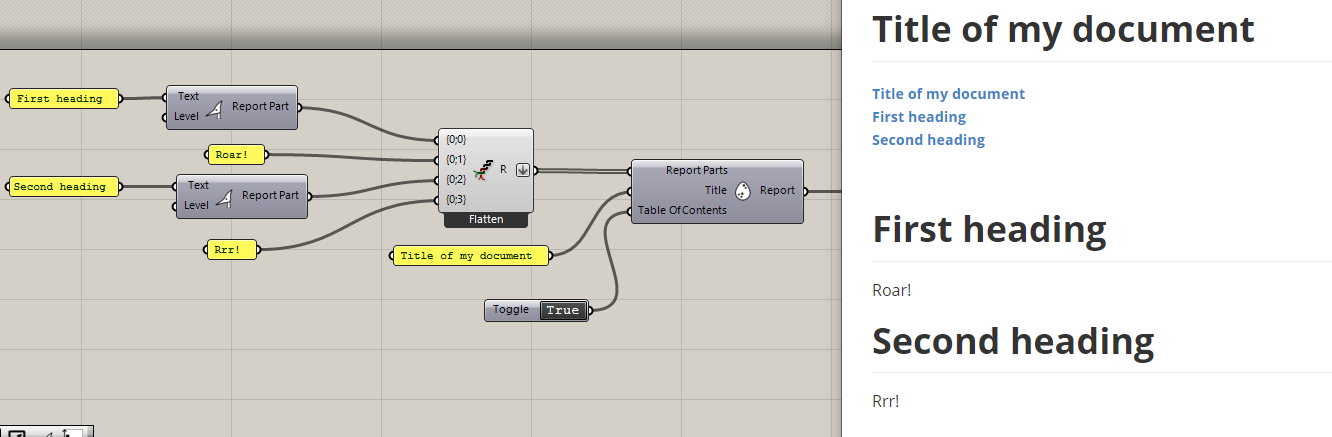 First heading
Text
Level
Report Part
Roar!
Second heading
Text
Level
Report Part
Rrr!
{0;0}
{0;1}
{0;2}
{0;3}
R
Flatten
Title of my document
Toggle
True
Report Parts
Title
Table Of Contents
Report
Title of my document
Title of my document
First heading
Second heading
First heading
Roar!
Second heading
Rrr!